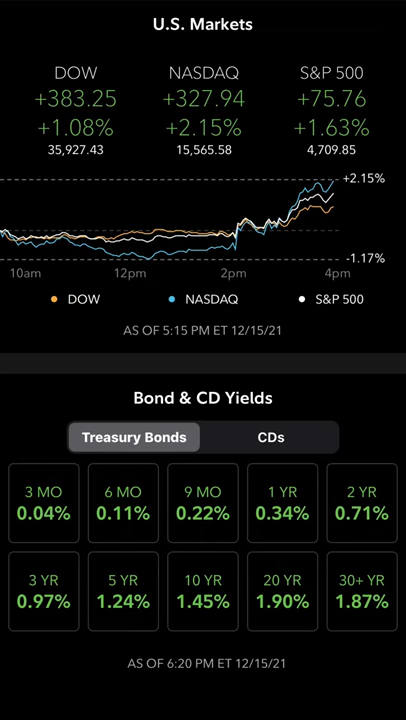 U.S. Markets
DOW NASDAQ S&P 500
+383.25 +327.94 +75.76
+1.08% +2.15% +1.63%
35,927.43 15,565.58 4,709.85
+2.15%
-1.17%
10am 12pm 2pm 4pm
DOW NASDAQ S&P 500
AS OF 5:15 PM ET 12/15/21
Bond & CD Yields
Treasury Bonds CDs
3 MO 6 MO 9 MO 1 YR 2 YR
0.04% 0.11% 0.22% 0.34% 0.71%
3 YR 5 YR 10 YR 20 YR 30+ YR
0.97% 1.24% 1.45% 1.90% 1.87%
AS OF 6:20 PM ET 12/15/21